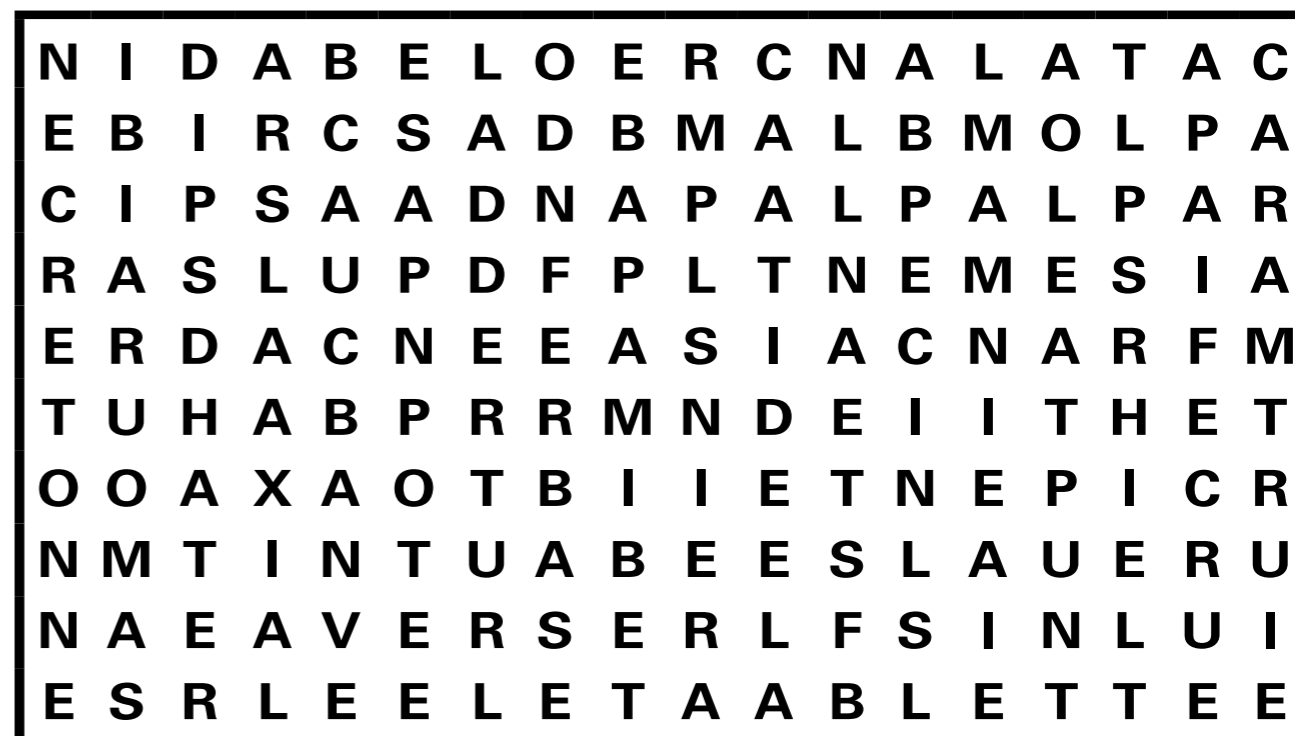 N I D A B E L O E R C N A L A T A C
E B I R C S A D B M A L B M O L P A
C I P S A A D N A P A L P A L P A R
R A S L U P D F P L T N E M E S I A
E R D A C N E E A S I A C N A R F M
T U H A B P R R M N D E I I T H E T
O O A X A O T B I I E T N E P I C R
N M T I N T U A B E E S L A U E R U
N A E A V E R S E R L F S I N L U I
E S R L E E L E T A A B L E T T E E